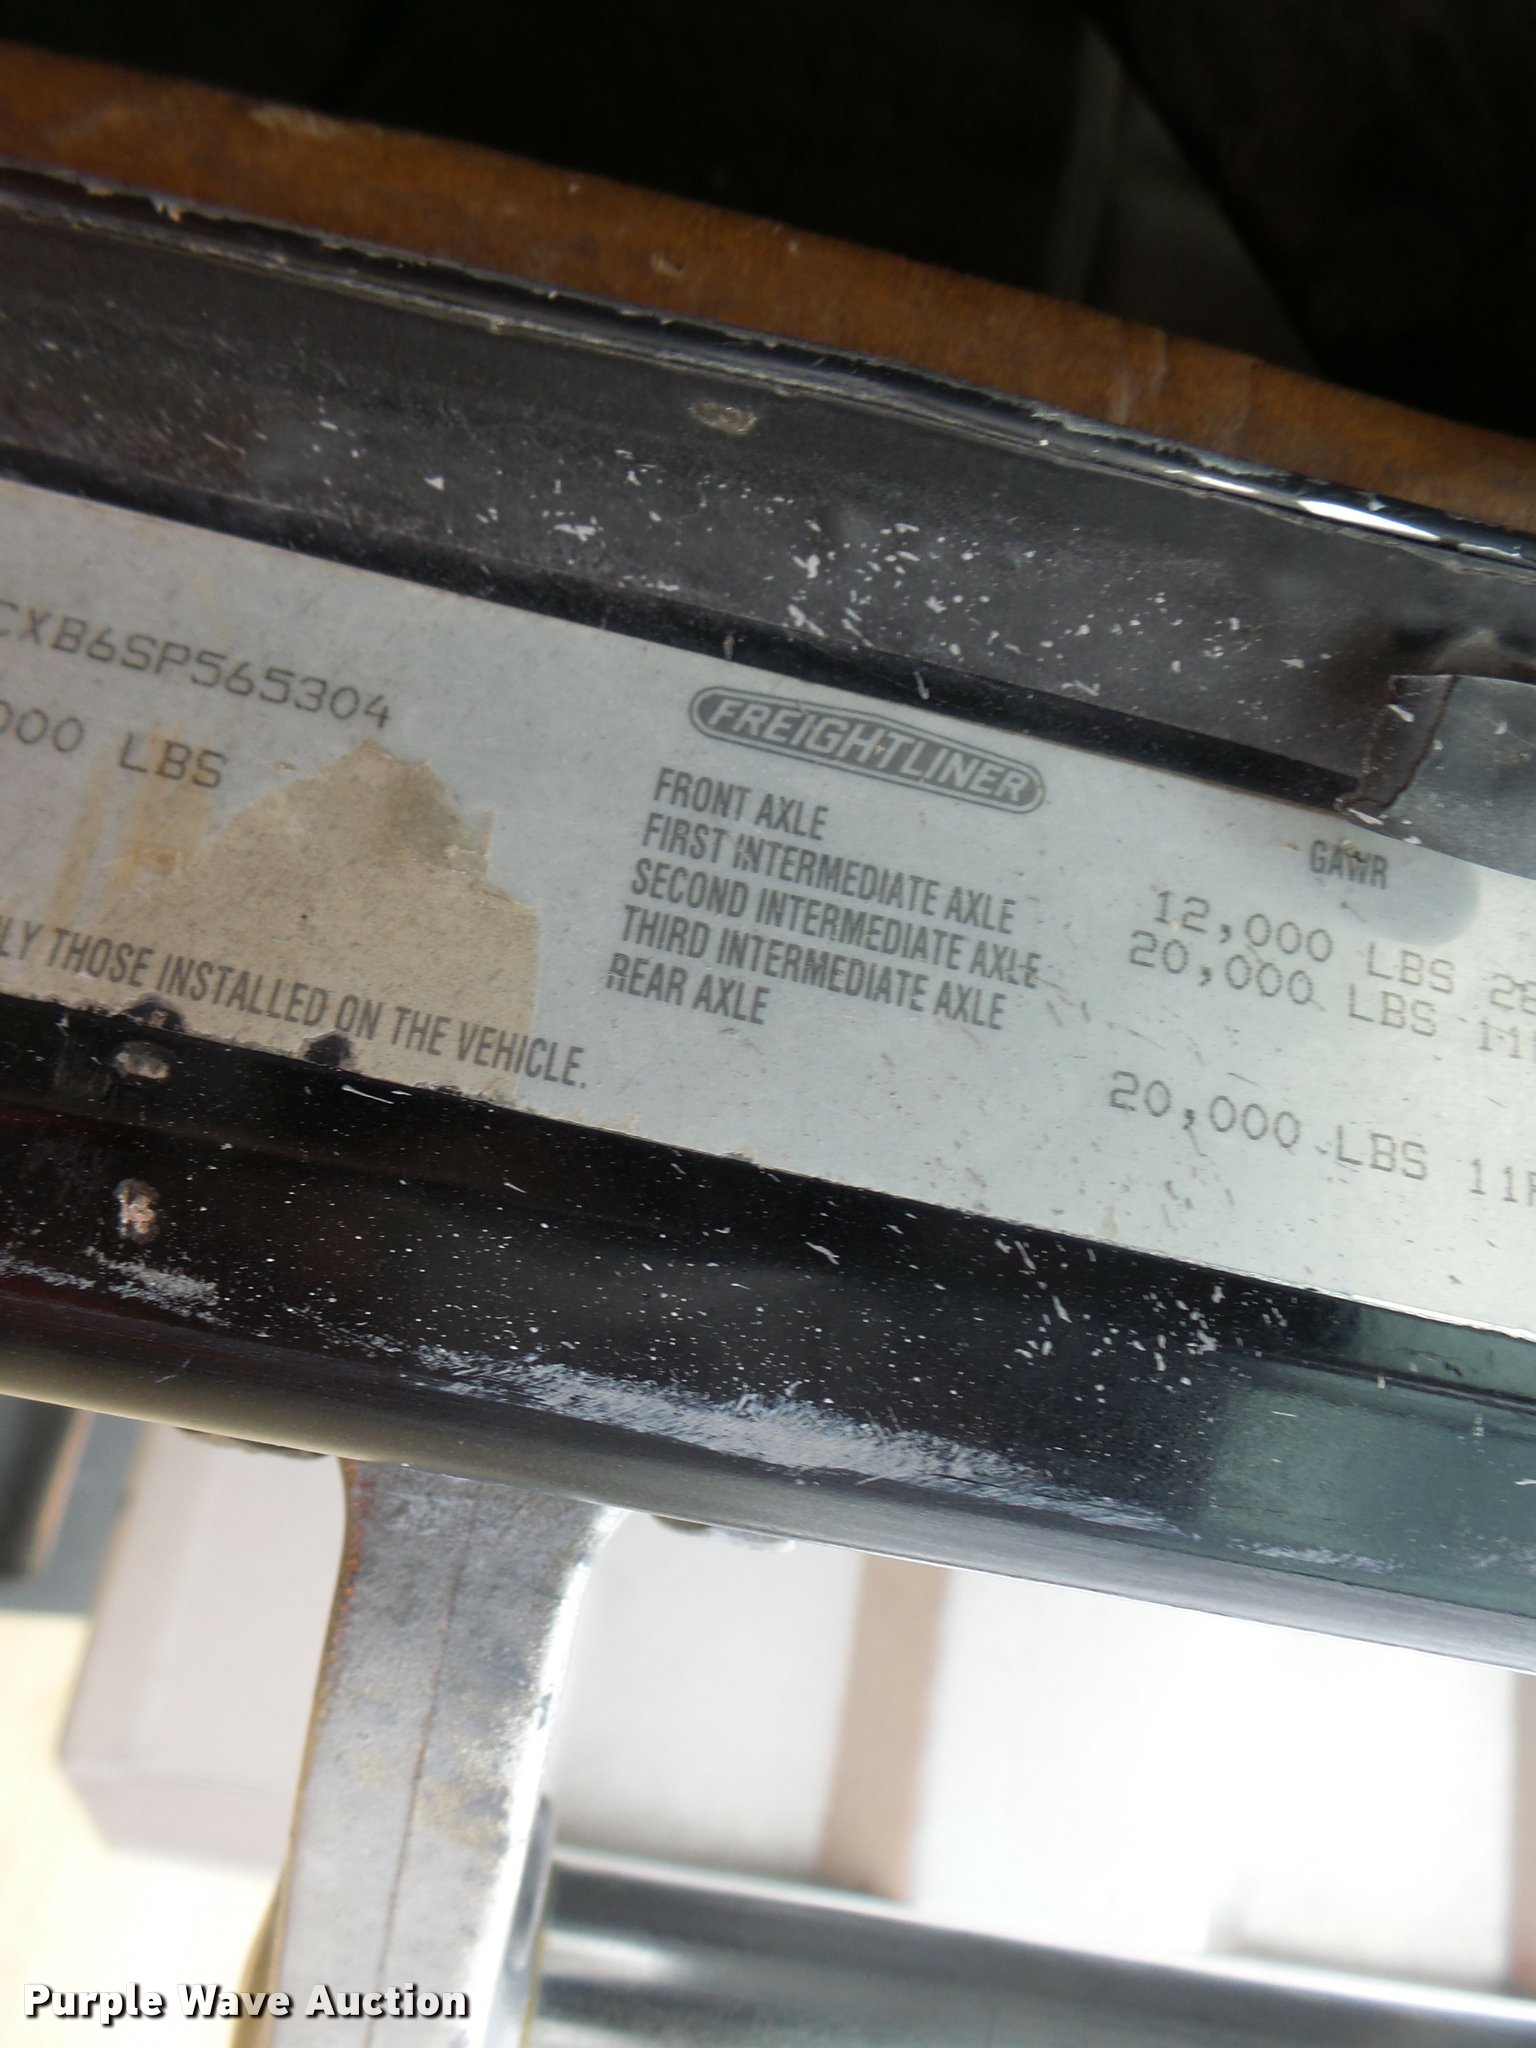 CXB6SP565304
000 LBS
LY THOSE INSTALLED ON THE VEHICLE.
FREIGHTLINER
GAWR
FRONT AXLE 12,000 LBS
FIRST INTERMEDIATE AXLE 20,000 LBS
SECOND INTERMEDIATE AXLE
THIRD INTERMEDIATE AXLE
REAR AXLE 20,000 LBS 11R
Purple Wave Auction